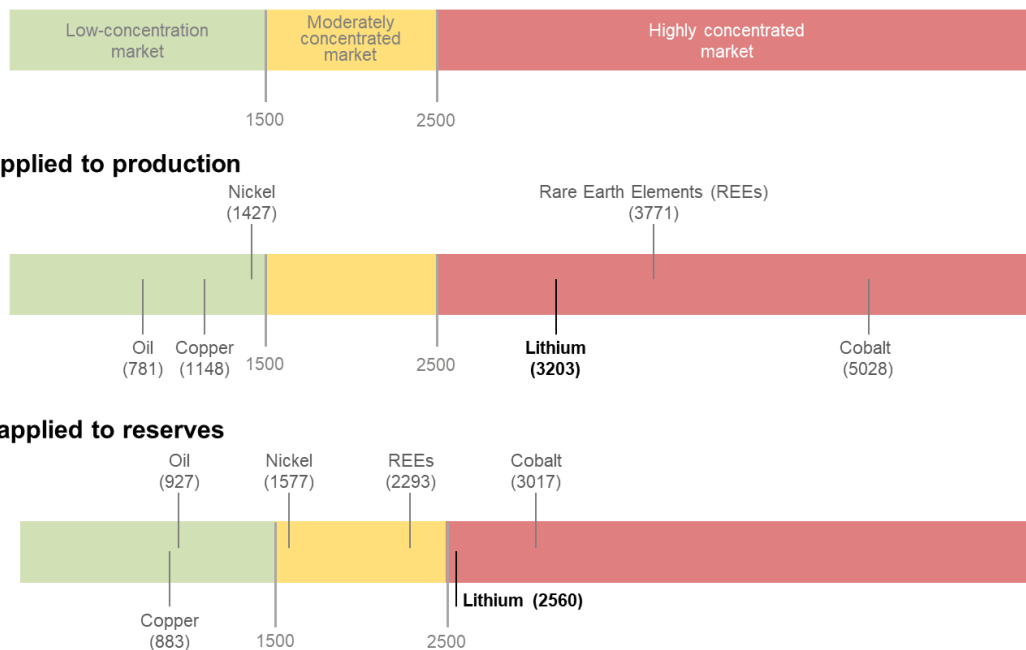 Low-concentration
market
Moderately
concentrated
market
Highly concentrated
market
1500
2500
pplied to production
Nickel
(1427)
Rare Earth Elements (REEs)
(3771)
Oil
(781)
Copper
(1148)
1500
2500
Lithium
(3203)
Cobalt
(5028)
applied to reserves
Oil
(927)
Nickel
(1577)
REEs
(2293)
Cobalt
(3017)
Copper
(883)
1500
2500
Lithium (2560)